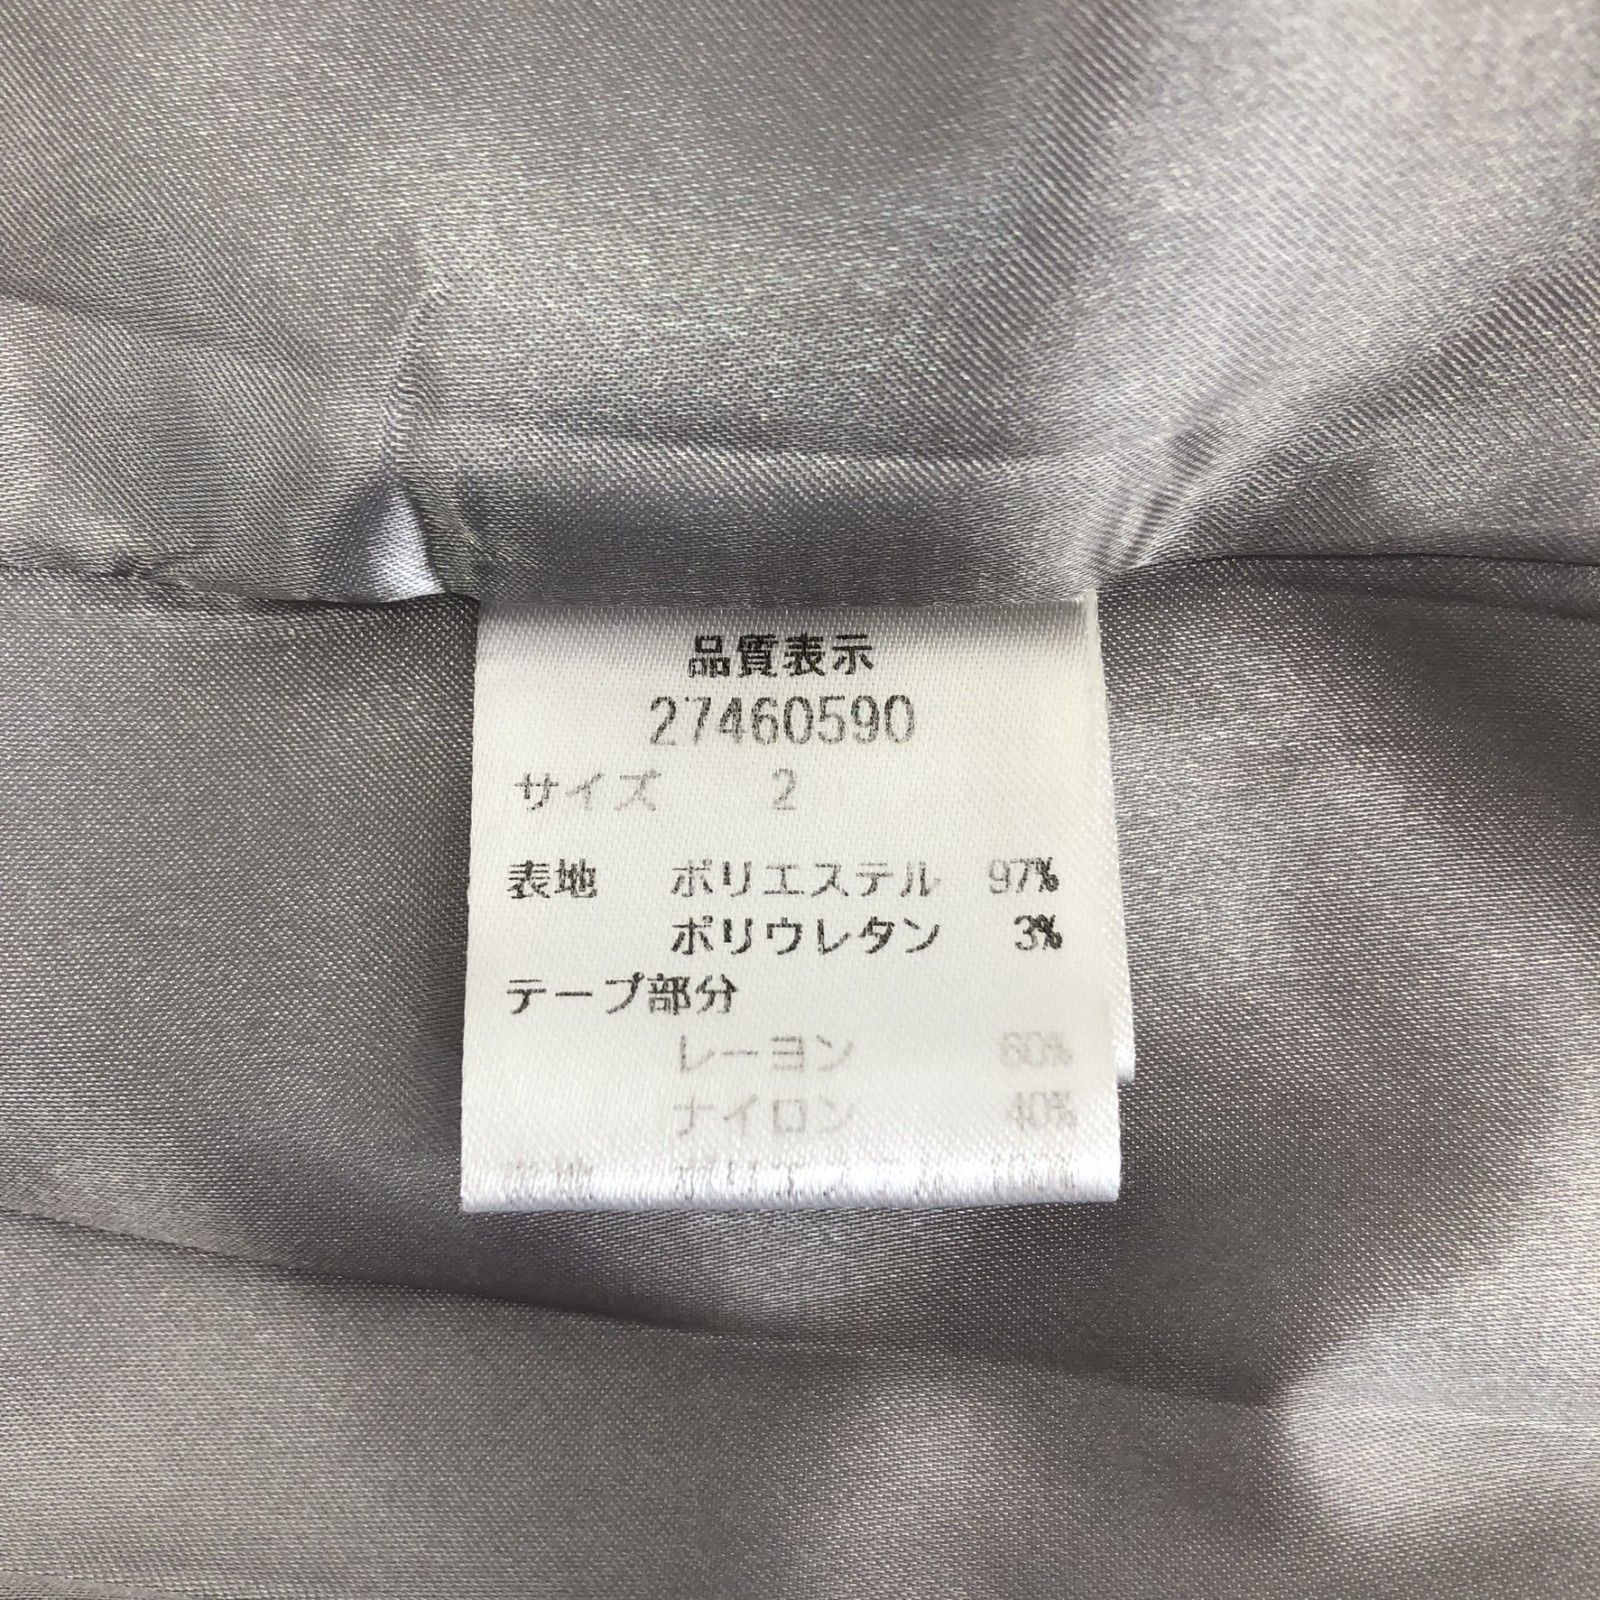 品質表示
27460590
サイズ 2
表地 ポリエステル 97%
ポリウレタン 3%
テープ部分
レーヨン 60%
ナイロン 40%